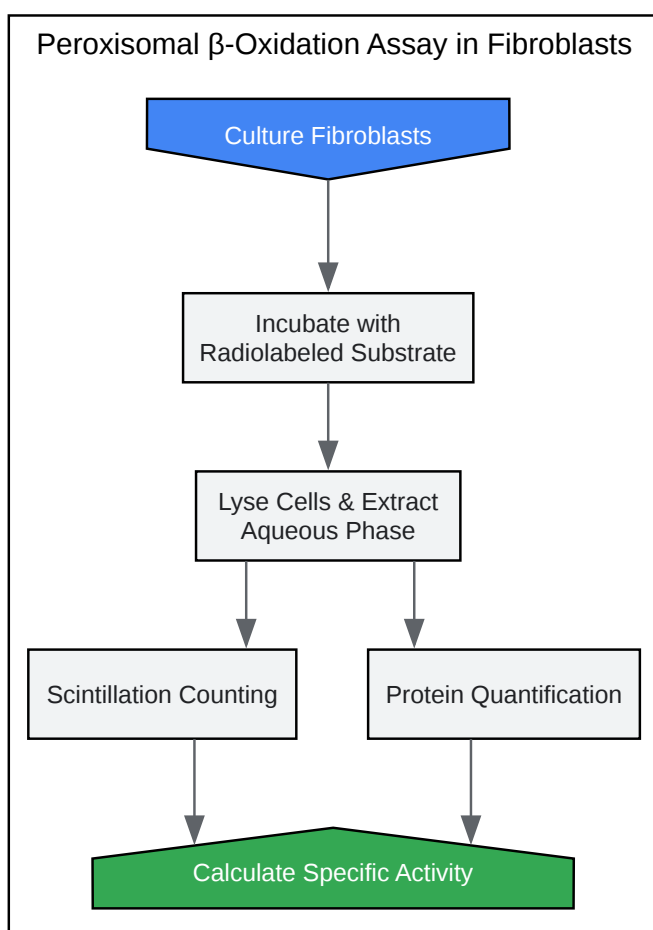 Peroxisomal β-Oxidation Assay in Fibroblasts
Culture Fibroblasts
Incubate with
Radiolabeled Substrate
Lyse Cells & Extract
Aqueous Phase
Scintillation Counting
Protein Quantification
Calculate Specific Activity